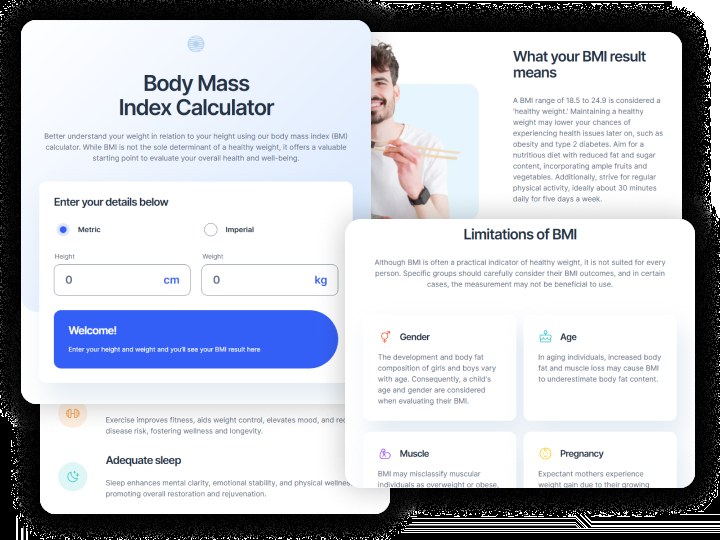 Body Mass
Index Calculator
Better understand your weight in relation to your height using our body mass index (BMI)
calculator. While BMI is not the sole determinant of a healthy weight, it offers a valuable
starting point to evaluate your overall health and well-being.
Enter your details below
Metric
Imperial
Height
Weight
0 cm
0 kg
Welcome!
Enter your height and weight and you'll see your BMI result here
What your BMI result
means
A BMI range of 18.5 to 24.9 is considered a
'healthy weight.' Maintaining a healthy
weight may lower your chances of
experiencing health issues later on, such as
obesity and type 2 diabetes. Aim for a
nutritious diet with reduced fat and sugar
content, incorporating ample fruits and
vegetables. Additionally, strive for regular
physical activity, ideally about 30 minutes
daily for five days a week.
Exercise improves fitness, aids weight control, elevates mood, and
disease risk, fostering wellness and longevity.
Adequate sleep
Sleep enhances mental clarity, emotional stability, and physical wellness,
promoting overall restoration and rejuvenation.
Limitations of BMI
Although BMI is often a practical indicator of healthy weight, it is not suited for every
person. Specific groups should carefully consider their BMI outcomes, and in certain
cases, the measurement may not be beneficial to use.
Gender
The development and body fat
composition of girls and boys vary
with age. Consequently, a child's
age and gender are considered
when evaluating their BMI.
Age
In aging individuals, increased body
fat and muscle loss may cause BMI
to underestimate body fat content.
Muscle
BMI may misclassify muscular
individuals as overweight or obese,
Pregnancy
Expectant mothers experience
weight gain due to their growing